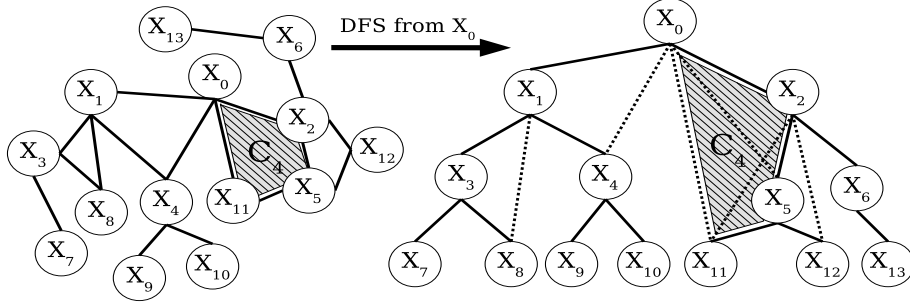 X₁₃
X₆
DFS from X₀
X₀
X₁
X₀
X₂
X₁
X₂
X₃
C₄
X₁₂
C₄
X₃
X₄
X₆
X₈
X₄
X₁₁
X₅
X₅
X₇
X₉
X₁₀
X₇
X₈
X₉
X₁₀
X₁₁
X₁₂
X₁₃